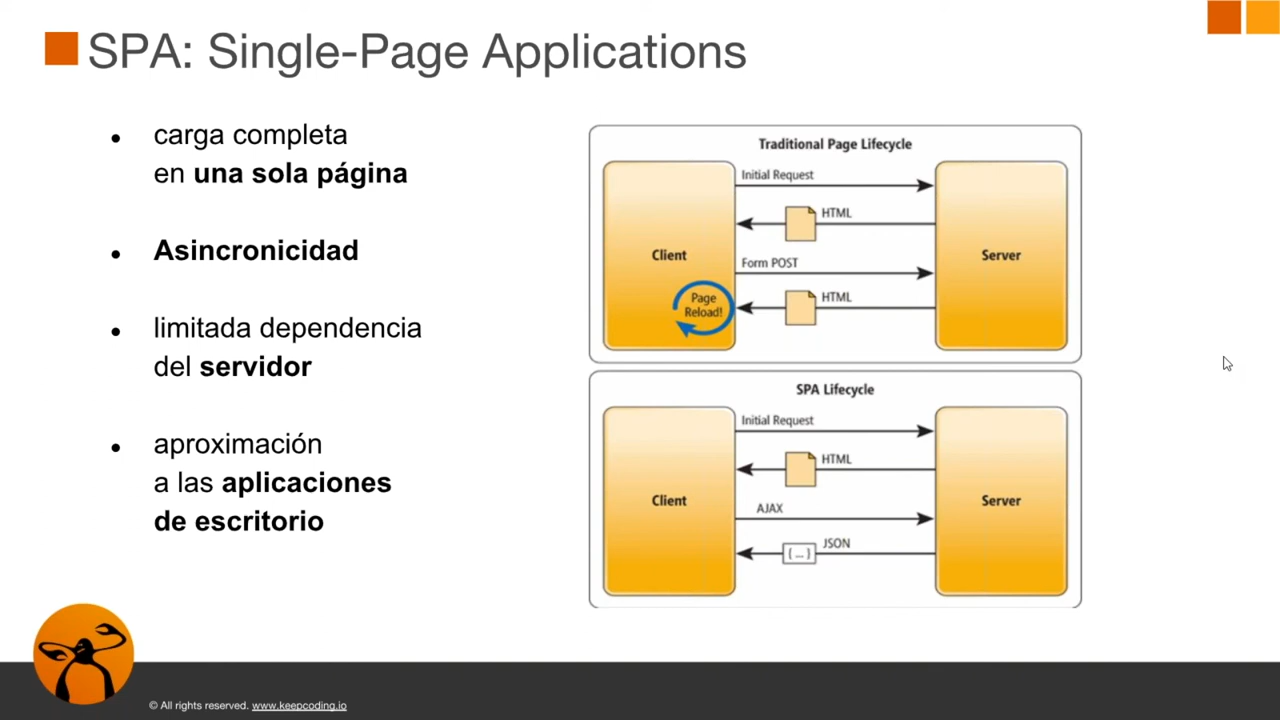 SPA: Single-Page Applications
carga completa
en una sola página
Asincronicidad
limitada dependencia
del servidor
aproximación
a las aplicaciones
de escritorio
Traditional Page Lifecycle
Initial Request
HTML
Client
Server
Form POST
HTML
Page
Reload!
SPA Lifecycle
Initial Request
HTML
Client
Server
AJAX
JSON
{ ... }
© All rights reserved. www.keepcoding.io